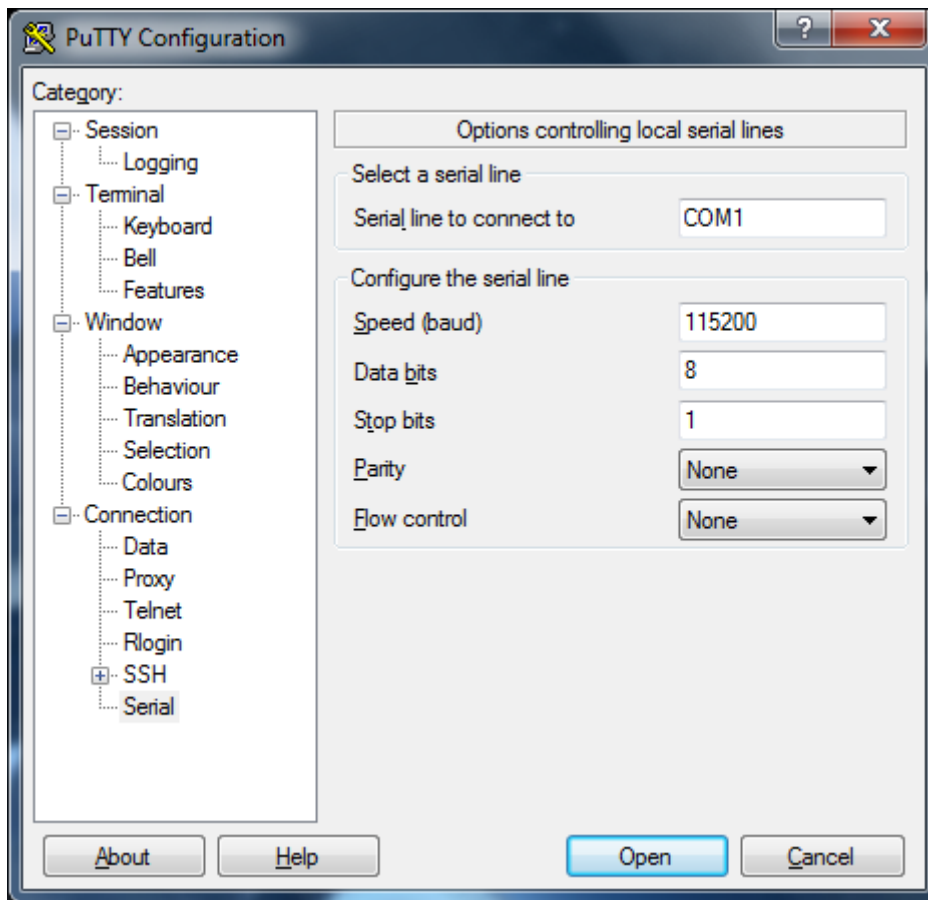 PuTTY Configuration
?
X
Category:
Session
Logging
Terminal
Keyboard
Bell
Features
Window
Appearance
Behaviour
Translation
Selection
Colours
Connection
Data
Proxy
Telnet
Rlogin
SSH
Serial
Options controlling local serial lines
Select a serial line
Serial line to connect to COM1
Configure the serial line
Speed (baud) 115200
Data bits 8
Stop bits 1
Parity None
Flow control None
About Help Open Cancel